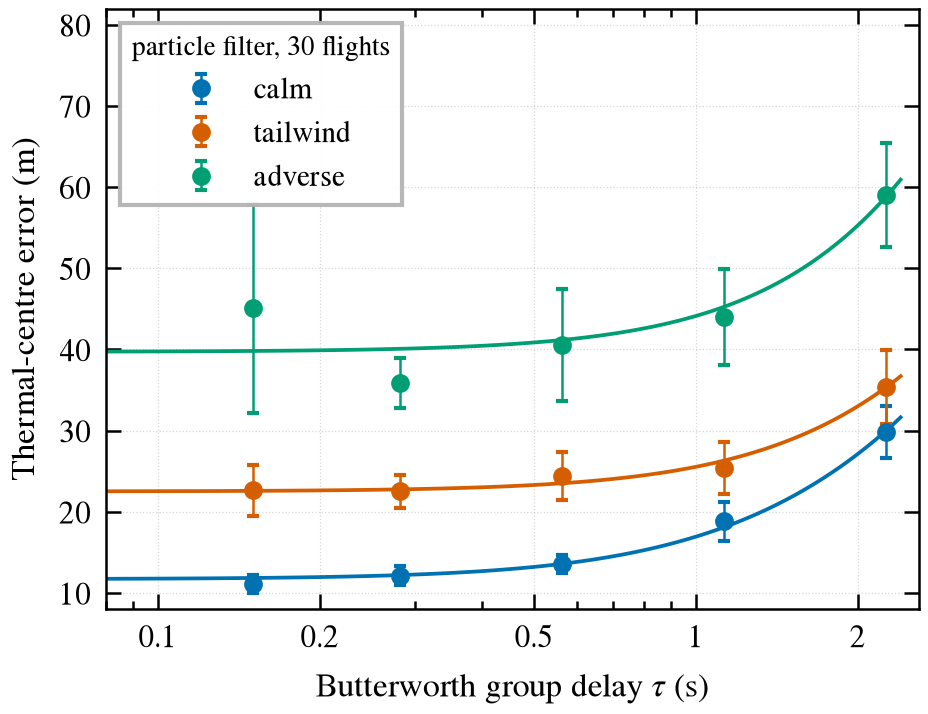 particle filter, 30 flights
calm
tailwind
adverse
Thermal-centre error (m)
80
70
60
50
40
30
20
10
0.1 0.2 0.5 1 2
Butterworth group delay τ (s)